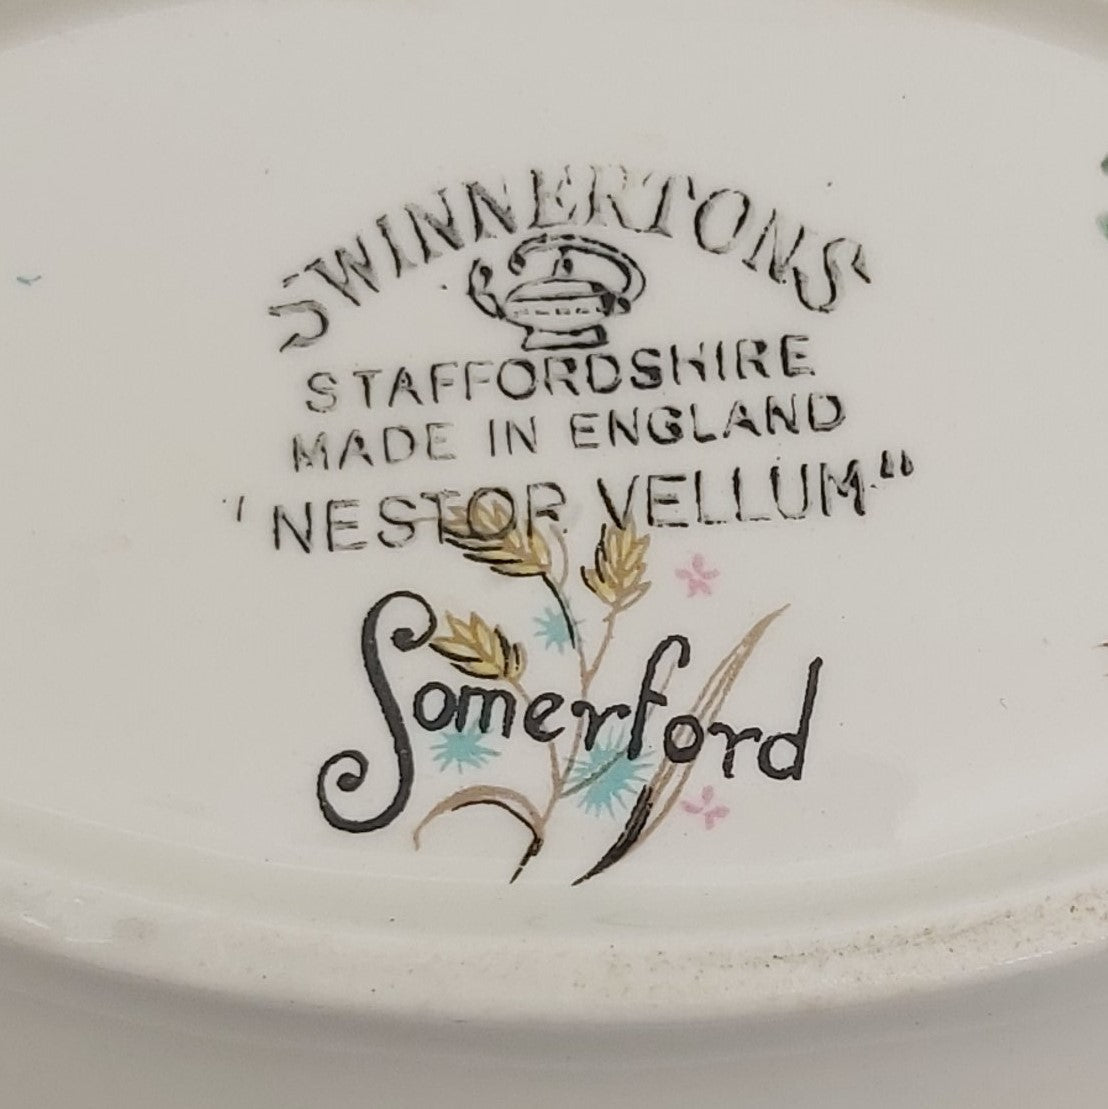 SWINNERTONS
STAFFORDSHIRE
MADE IN ENGLAND
"NESTOR VELLUM"
Somerford